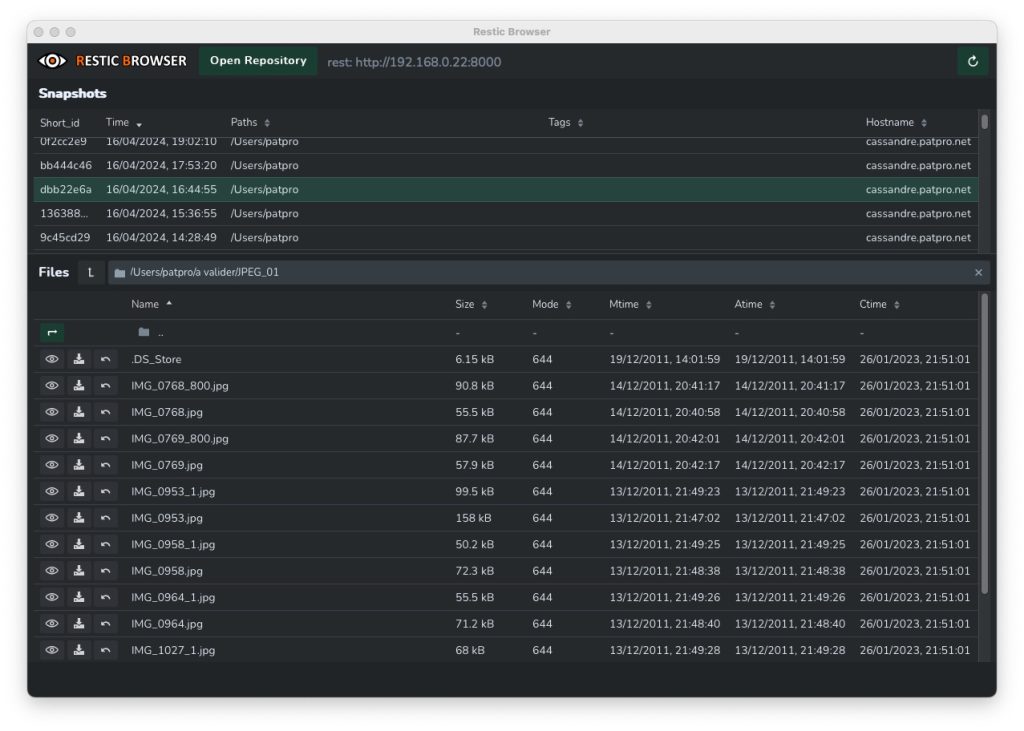 Restic Browser
RESTIC BROWSER Open Repository rest: http://192.168.0.22:8000
Snapshots
Short_id Time Paths Tags Hostname
0f2cc2e9 16/04/2024, 19:02:10 /Users/patpro cassandre.patpro.net
bb444c46 16/04/2024, 17:53:20 /Users/patpro cassandre.patpro.net
dbb22e6a 16/04/2024, 16:44:55 /Users/patpro cassandre.patpro.net
136388... 16/04/2024, 15:36:55 /Users/patpro cassandre.patpro.net
9c45cd29 16/04/2024, 14:28:49 /Users/patpro cassandre.patpro.net
Files /Users/patpro/a valider/JPEG_01
Name Size Mode Mtime Atime Ctime
.. - - - - -
.DS_Store 6.15 kB 644 19/12/2011, 14:01:59 19/12/2011, 14:01:59 26/01/2023, 21:51:01
IMG_0768_800.jpg 90.8 kB 644 14/12/2011, 20:41:17 14/12/2011, 20:41:17 26/01/2023, 21:51:01
IMG_0768.jpg 55.5 kB 644 14/12/2011, 20:40:58 14/12/2011, 20:40:58 26/01/2023, 21:51:01
IMG_0769_800.jpg 87.7 kB 644 14/12/2011, 20:42:01 14/12/2011, 20:42:01 26/01/2023, 21:51:01
IMG_0769.jpg 57.9 kB 644 14/12/2011, 20:42:17 14/12/2011, 20:42:17 26/01/2023, 21:51:01
IMG_0953_1.jpg 99.5 kB 644 13/12/2011, 21:49:23 13/12/2011, 21:49:23 26/01/2023, 21:51:01
IMG_0953.jpg 158 kB 644 13/12/2011, 21:47:02 13/12/2011, 21:47:02 26/01/2023, 21:51:01
IMG_0958_1.jpg 50.2 kB 644 13/12/2011, 21:49:25 13/12/2011, 21:49:25 26/01/2023, 21:51:01
IMG_0958.jpg 72.3 kB 644 13/12/2011, 21:48:38 13/12/2011, 21:48:38 26/01/2023, 21:51:01
IMG_0964_1.jpg 55.5 kB 644 13/12/2011, 21:49:26 13/12/2011, 21:49:26 26/01/2023, 21:51:01
IMG_0964.jpg 71.2 kB 644 13/12/2011, 21:48:40 13/12/2011, 21:48:40 26/01/2023, 21:51:01
IMG_1027_1.jpg 68 kB 644 13/12/2011, 21:49:28 13/12/2011, 21:49:28 26/01/2023, 21:51:01